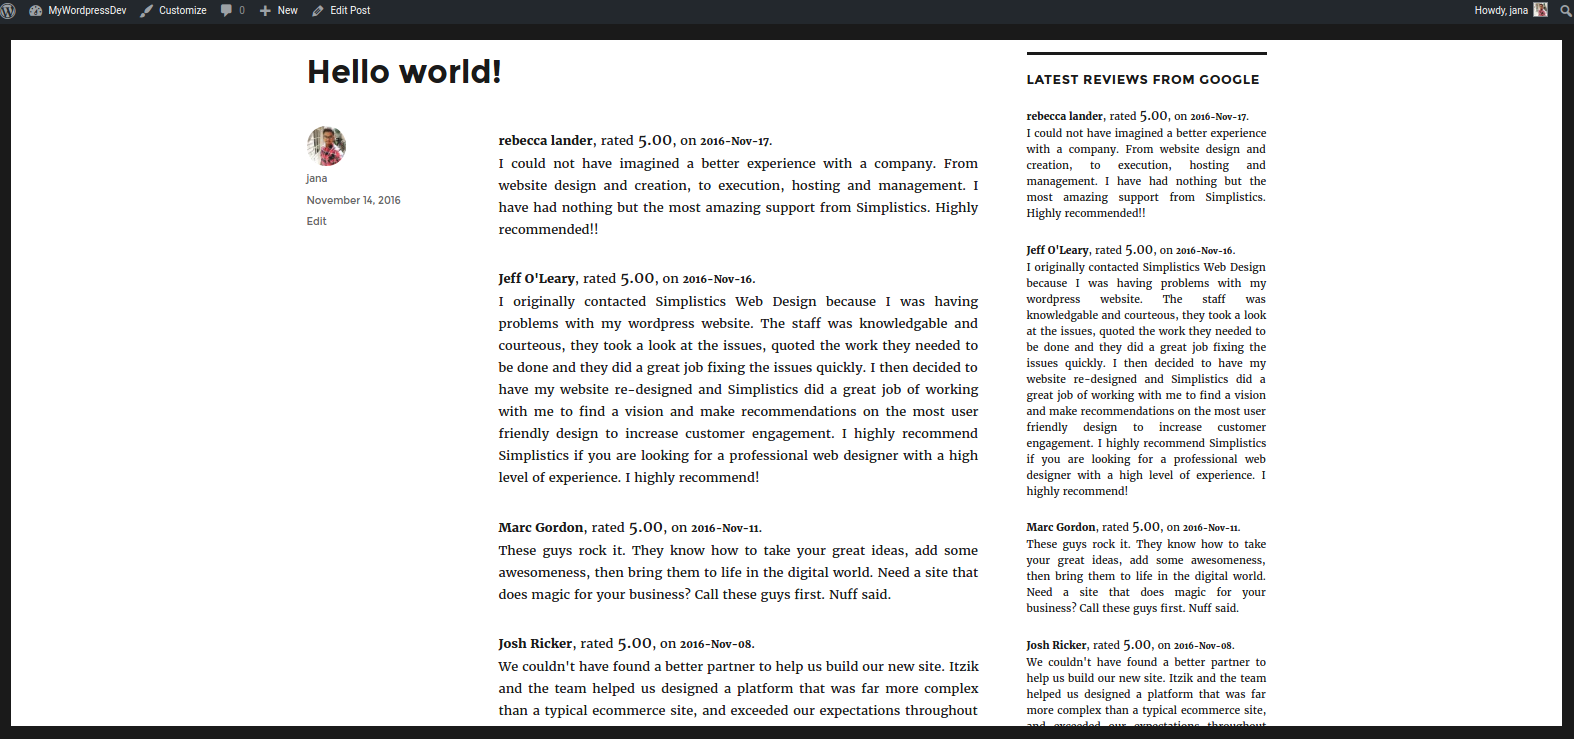 MyWordpressDev Customize 0 New Edit Post Howdy, jana
Hello world!
jana
November 14, 2016
Edit
rebecca lander, rated 5.00, on 2016-Nov-17.
I could not have imagined a better experience with a company. From
website design and creation, to execution, hosting and management. I
have had nothing but the most amazing support from Simplistics. Highly
recommended!!
Jeff O'Leary, rated 5.00, on 2016-Nov-16.
I originally contacted Simplistics Web Design because I was having
problems with my wordpress website. The staff was knowledgable and
courteous, they took a look at the issues, quoted the work they needed to
be done and they did a great job fixing the issues quickly. I then decided to
have my website re-designed and Simplistics did a great job of working
with me to find a vision and make recommendations on the most user
friendly design to increase customer engagement. I highly recommend
Simplistics if you are looking for a professional web designer with a high
level of experience. I highly recommend!
Marc Gordon, rated 5.00, on 2016-Nov-11.
These guys rock it. They know how to take your great ideas, add some
awesomeness, then bring them to life in the digital world. Need a site that
does magic for your business? Call these guys first. Nuff said.
Josh Ricker, rated 5.00, on 2016-Nov-08.
We couldn't have found a better partner to help us build our new site. Itzik
and the team helped us designed a platform that was far more complex
than a typical ecommerce site, and exceeded our expectations throughout
LATEST REVIEWS FROM GOOGLE
rebecca lander, rated 5.00, on 2016-Nov-17.
I could not have imagined a better experience
with a company. From website design and
creation, to execution, hosting and
management. I have had nothing but the
most amazing support from Simplistics.
Highly recommended!!
Jeff O'Leary, rated 5.00, on 2016-Nov-16.
I originally contacted Simplistics Web Design
because I was having problems with my
wordpress website. The staff was
knowledgable and courteous, they took a look
at the issues, quoted the work they needed to
be done and they did a great job fixing the
issues quickly. I then decided to have my
website re-designed and Simplistics did a
great job of working with me to find a vision
and make recommendations on the most user
friendly design to increase customer
engagement. I highly recommend Simplistics
if you are looking for a professional web
designer with a high level of experience. I
highly recommend!
Marc Gordon, rated 5.00, on 2016-Nov-11.
These guys rock it. They know how to take
your great ideas, add some awesomeness,
then bring them to life in the digital world.
Need a site that does magic for your
business? Call these guys first. Nuff said.
Josh Ricker, rated 5.00, on 2016-Nov-08.
We couldn't have found a better partner to
help us build our new site. Itzik and the team
helped us designed a platform that was far
more complex than a typical ecommerce site,
and exceeded our expectations throughout